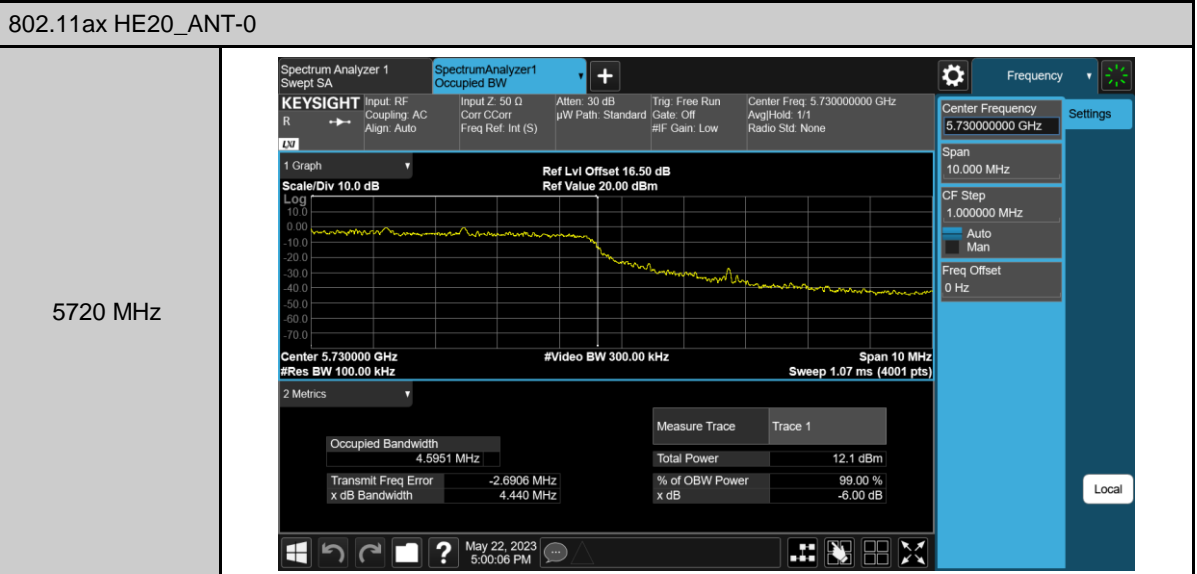 802.11ax HE20_ANT-0
5720 MHz
Spectrum Analyzer 1
Swept SA
SpectrumAnalyzer1
Occupied BW
Frequency
KEYSIGHT
R
LXI
Input: RF
Coupling: AC
Align: Auto
Input Z: 50 Ω
Corr CCorr
Freq Ref: Int (S)
Atten: 30 dB
µW Path: Standard
Trig: Free Run
Gate: Off
#IF Gain: Low
Center Freq: 5.730000000 GHz
Avg|Hold: 1/1
Radio Std: None
Center Frequency
5.730000000 GHz
Settings
Span
10.000 MHz
CF Step
1.000000 MHz
Auto
Man
Freq Offset
0 Hz
1 Graph
Ref Lvl Offset 16.50 dB
Scale/Div 10.0 dB
Ref Value 20.00 dBm
Log
10.0
0.00
-10.0
-20.0
-30.0
-40.0
-50.0
-60.0
-70.0
Center 5.730000 GHz
#Video BW 300.00 kHz
Span 10 MHz
#Res BW 100.00 kHz
Sweep 1.07 ms (4001 pts)
2 Metrics
Measure Trace
Trace 1
Occupied Bandwidth
4.5951 MHz
Total Power
12.1 dBm
Transmit Freq Error
-2.6906 MHz
% of OBW Power
99.00 %
x dB Bandwidth
4.440 MHz
x dB
-6.00 dB
Local
?
May 22, 2023
5:00:06 PM